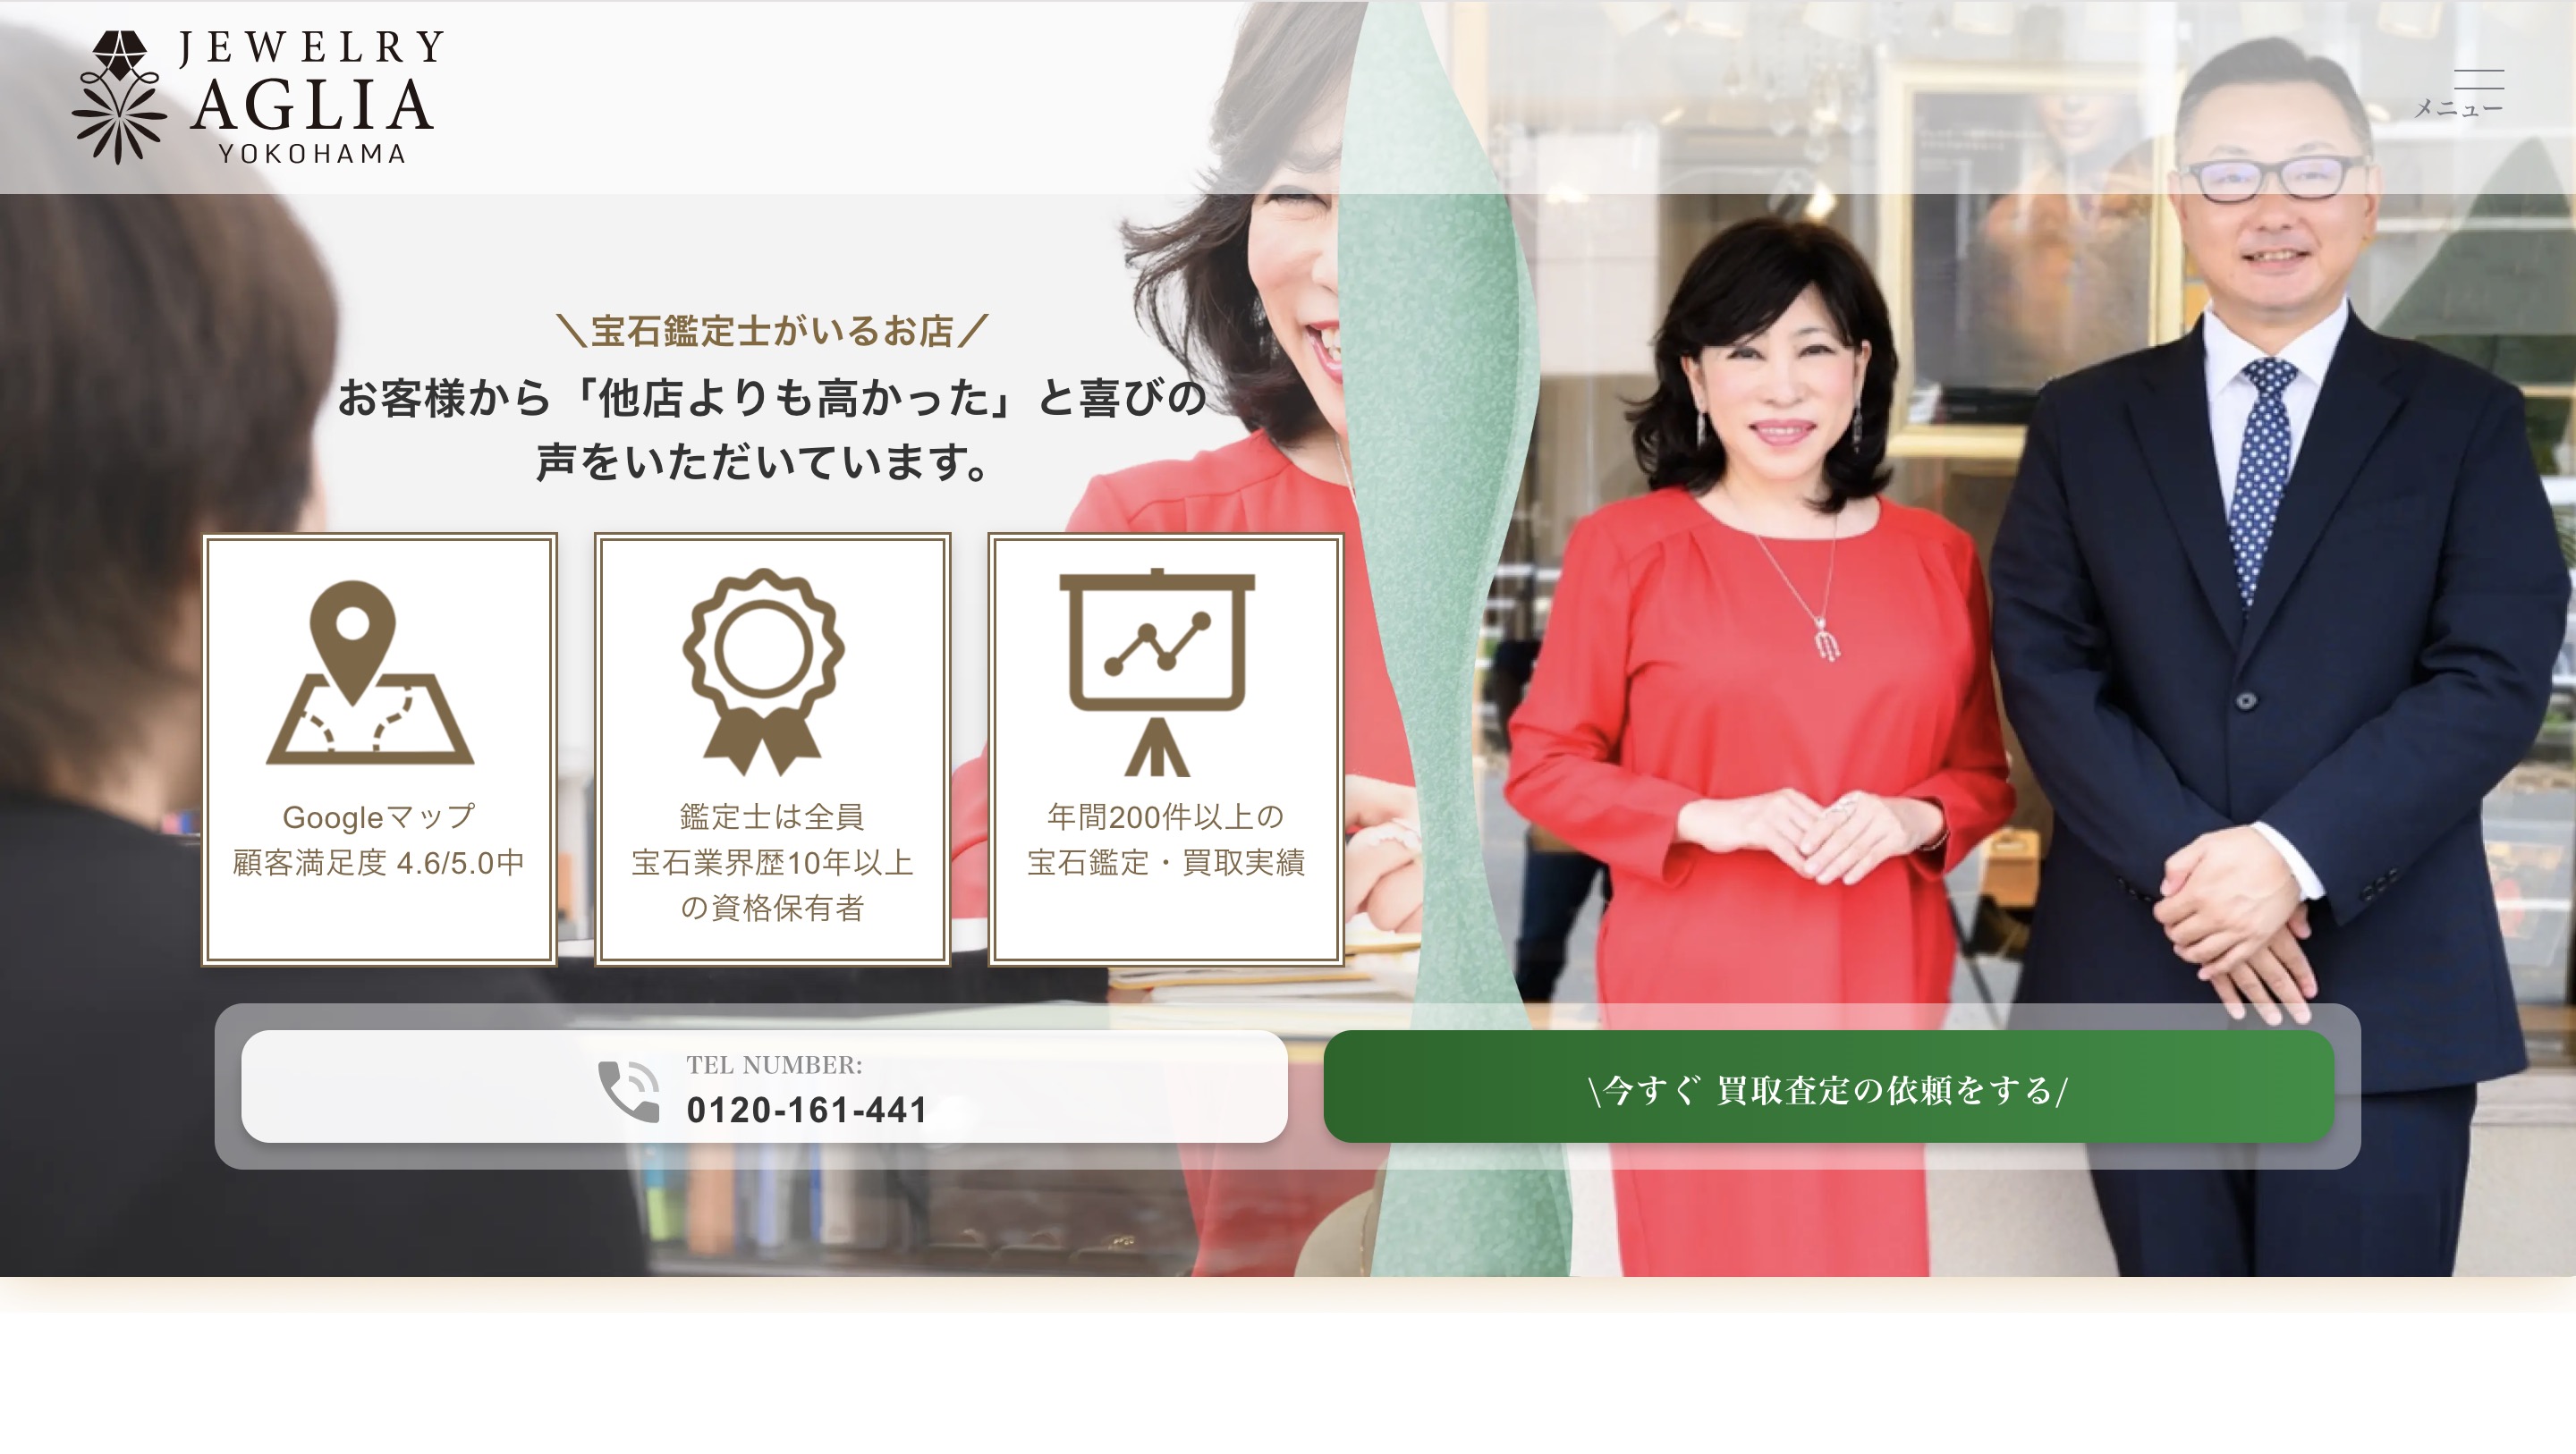 JEWELRY
AGLIA
YOKOHAMA
メニュー
＼宝石鑑定士がいるお店／
お客様から「他店よりも高かった」と喜びの
声をいただいています。
Googleマップ
顧客満足度 4.6/5.0中
鑑定士は全員
宝石業界歴10年以上
の資格保有者
年間200件以上の
宝石鑑定・買取実績
TEL NUMBER:
0120-161-441
\今すぐ 買取査定の依頼をする/